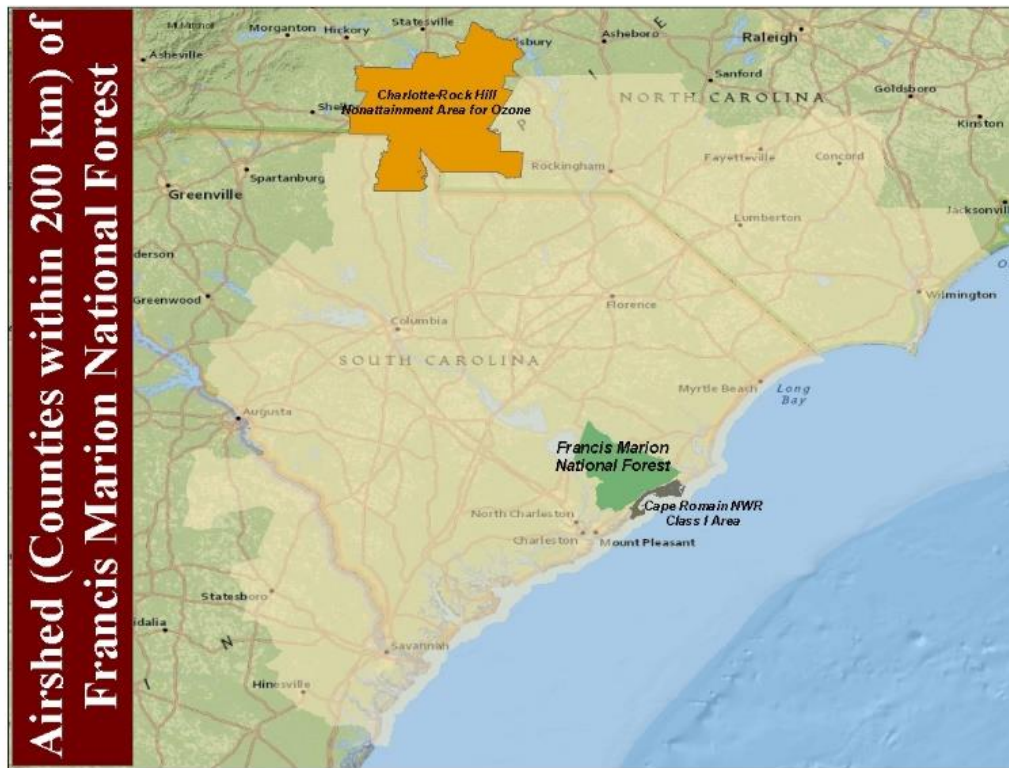 Airshed (Counties within 200 km) of
Francis Marion National Forest
Morganton
Hickory
Statesville
Asheboro
Raleigh
Asheville
Sanford
Goldsboro
Charlotte-Rock Hill
Nonattainment Area for Ozone
NORTH CAROLINA
Kinston
Rockingham
Fayetteville
Concord
Spartanburg
Greenville
Jacksonville
Lumberton
Greenwood
Florence
Wilmington
Columbia
SOUTH CAROLINA
Myrtle Beach
Long
Bay
Augusta
Francis Marion
National Forest
Cape Romain NWR
Class I Area
North Charleston
Charleston
Mount Pleasant
Statesboro
Savannah
Hinesville